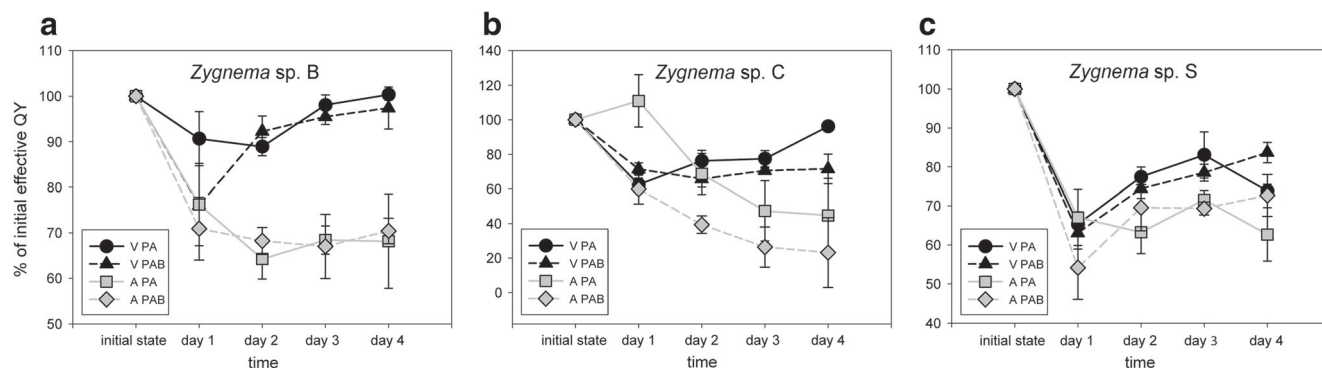 a
Zygnema sp. B
% of initial effective QY
110
100
90
80
70
60
50
V PA
V PAB
A PA
A PAB
initial state day 1 day 2 day 3 day 4
time
b
Zygnema sp. C
140
120
100
80
60
40
20
0
V PA
V PAB
A PA
A PAB
initial state day 1 day 2 day 3 day 4
time
c
Zygnema sp. S
110
100
90
80
70
60
50
40
V PA
V PAB
A PA
A PAB
initial state day 1 day 2 day 3 day 4
time